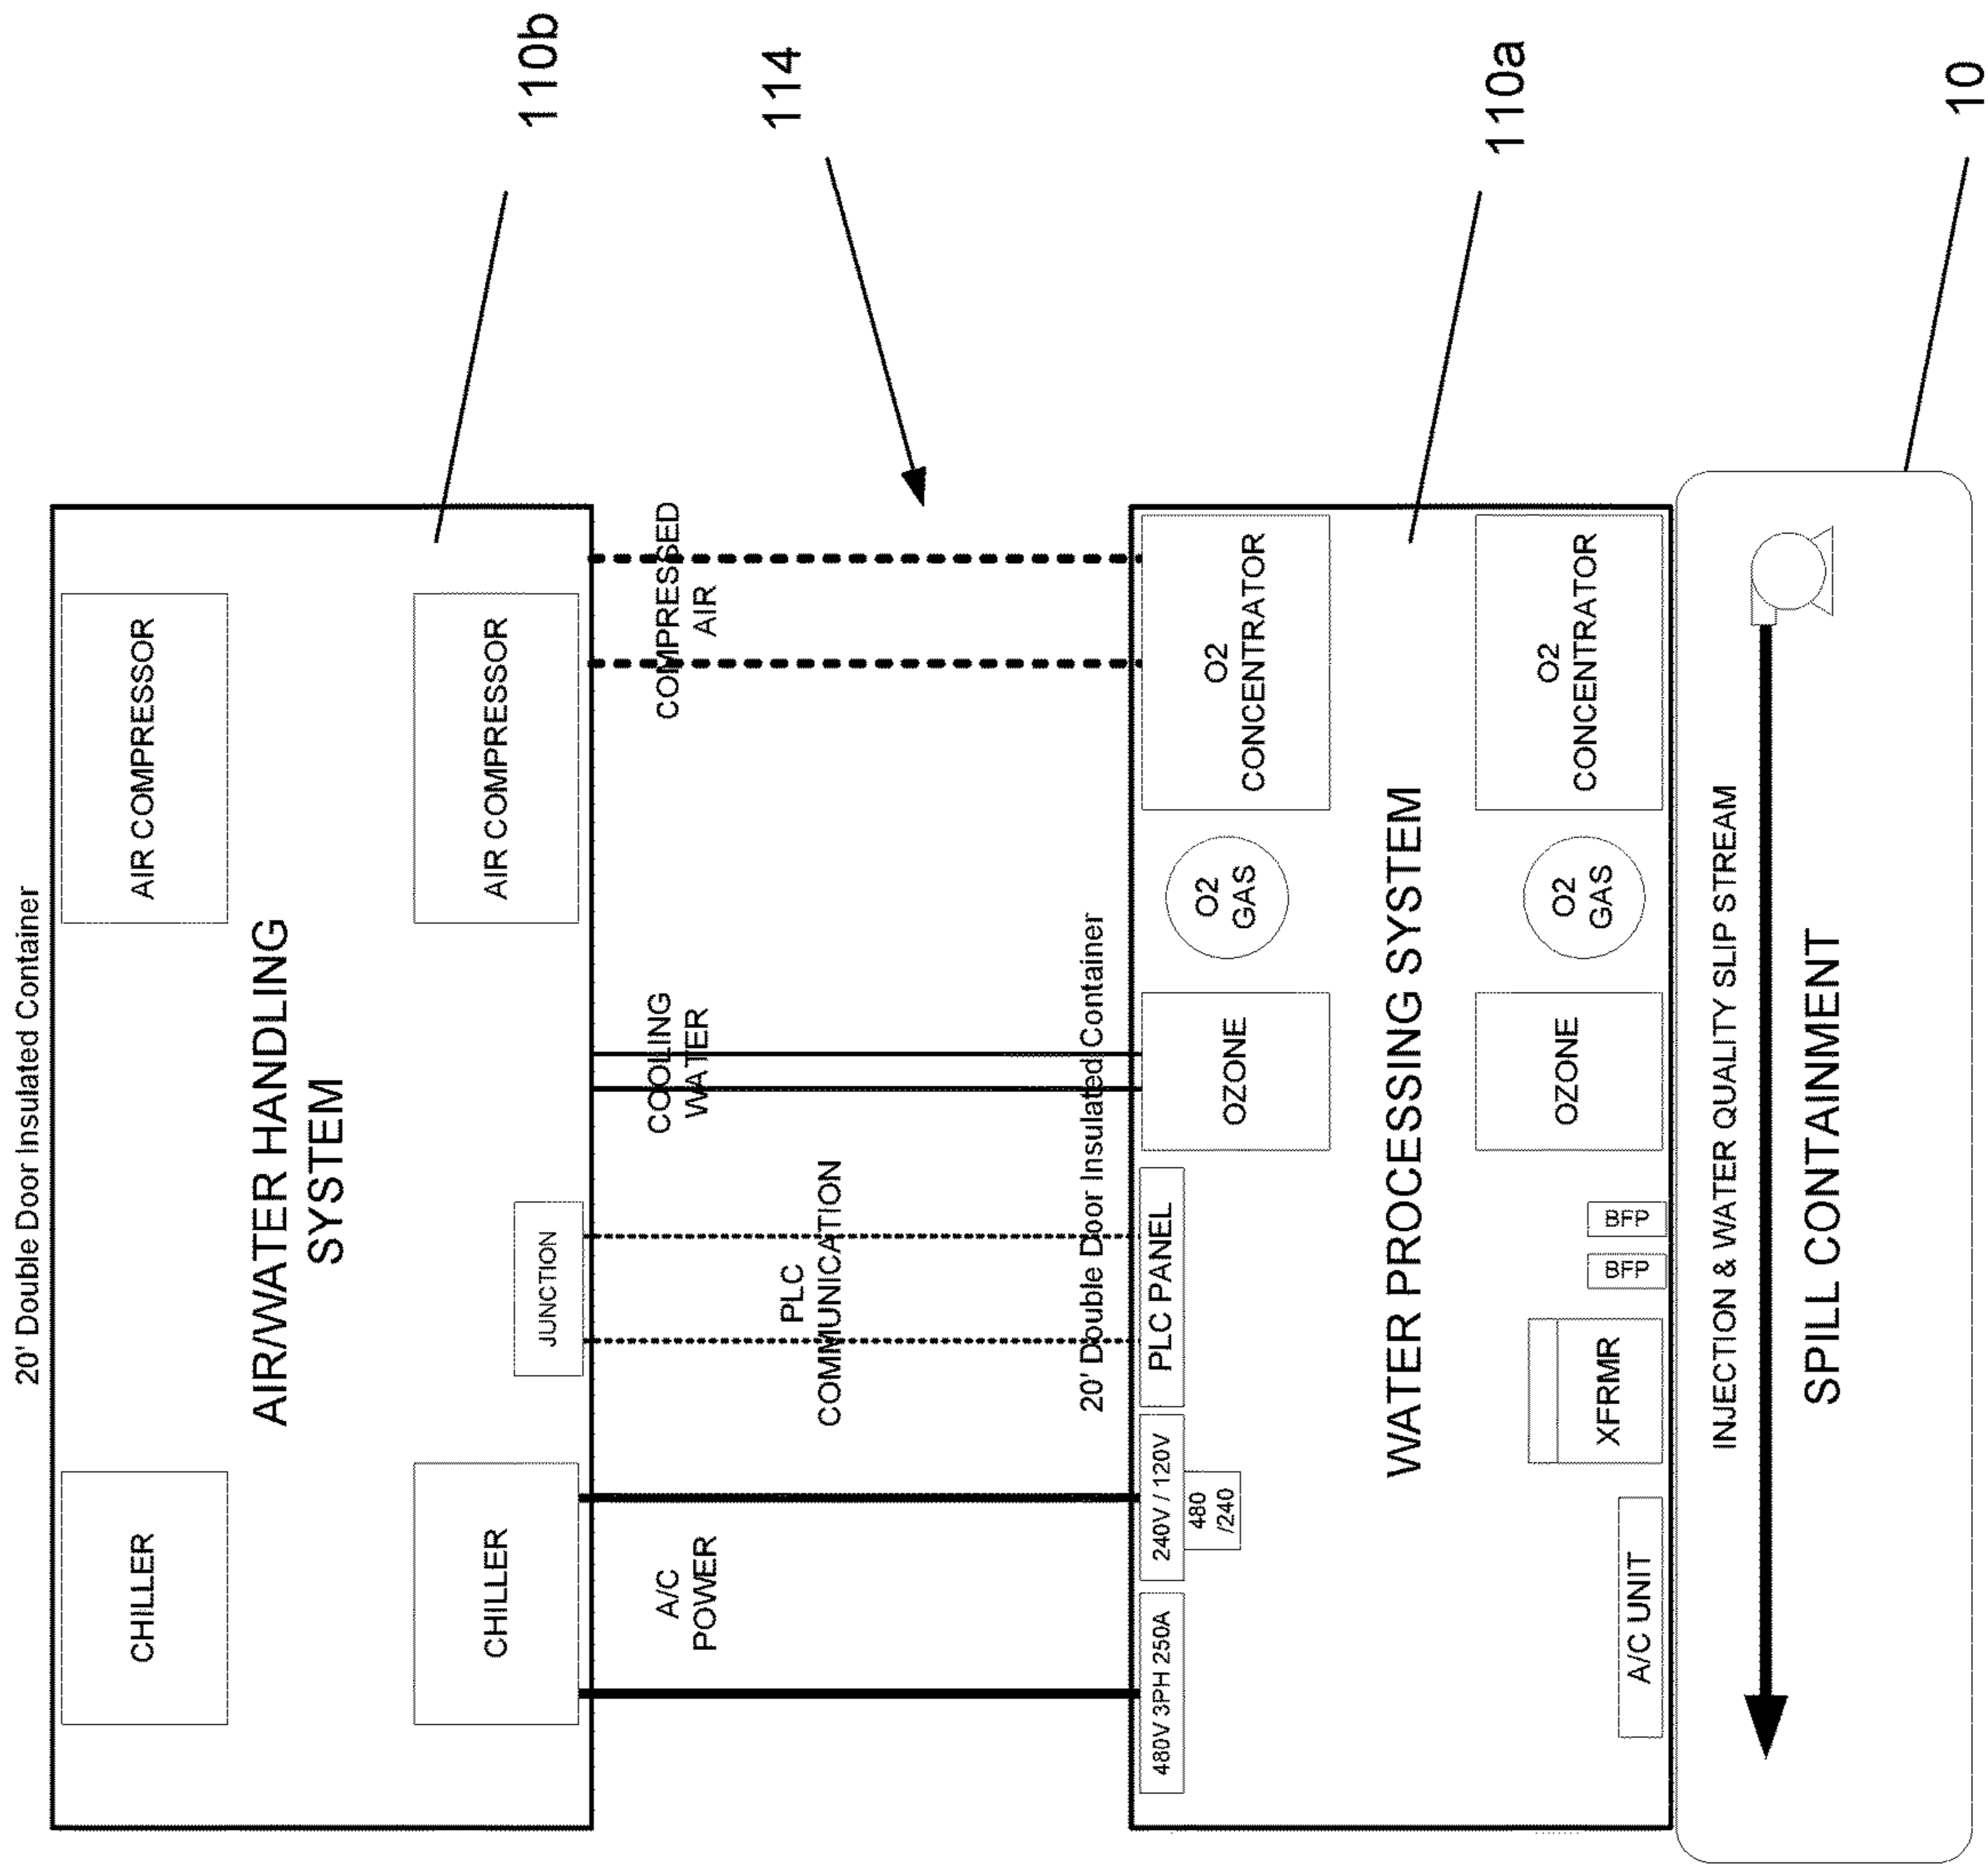 20' Double Door Insulated Container
CHILLER
AIR COMPRESSOR
AIR/WATER HANDLING
SYSTEM
CHILLER
JUNCTION
AIR COMPRESSOR
110b
A/C
POWER
PLC
COMMUNICATION
COOLING
WATER
COMPRESSED
AIR
114
20' Double Door Insulated Container
480V 3PH 250A
240V / 120V
480
/240
PLC PANEL
OZONE
O2
GAS
O2
CONCENTRATOR
WATER PROCESSING SYSTEM
110a
A/C UNIT
XFRMR
BFP
BFP
OZONE
O2
GAS
O2
CONCENTRATOR
INJECTION & WATER QUALITY SLIP STREAM
SPILL CONTAINMENT
10